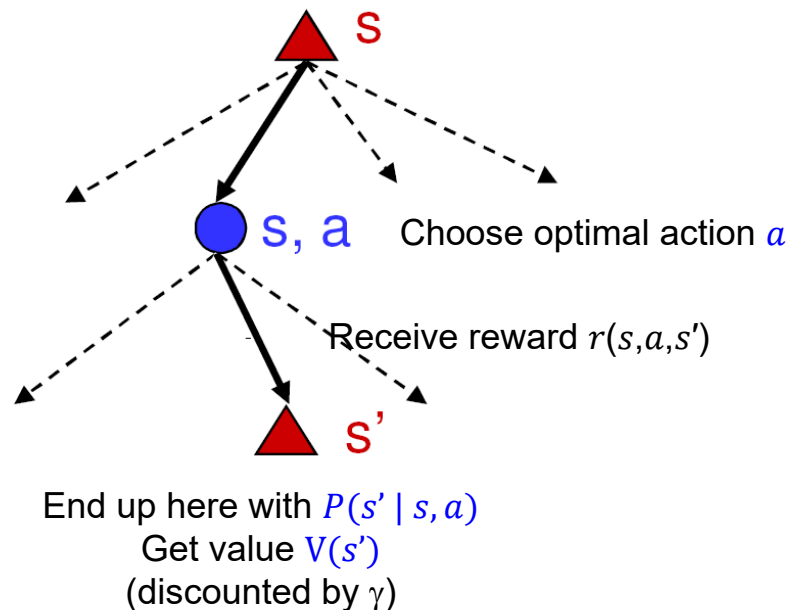 s
s, a
Choose optimal action a
Receive reward r(s,a,s′)
s’
End up here with P(s’ | s, a)
Get value V(s’)
(discounted by γ)